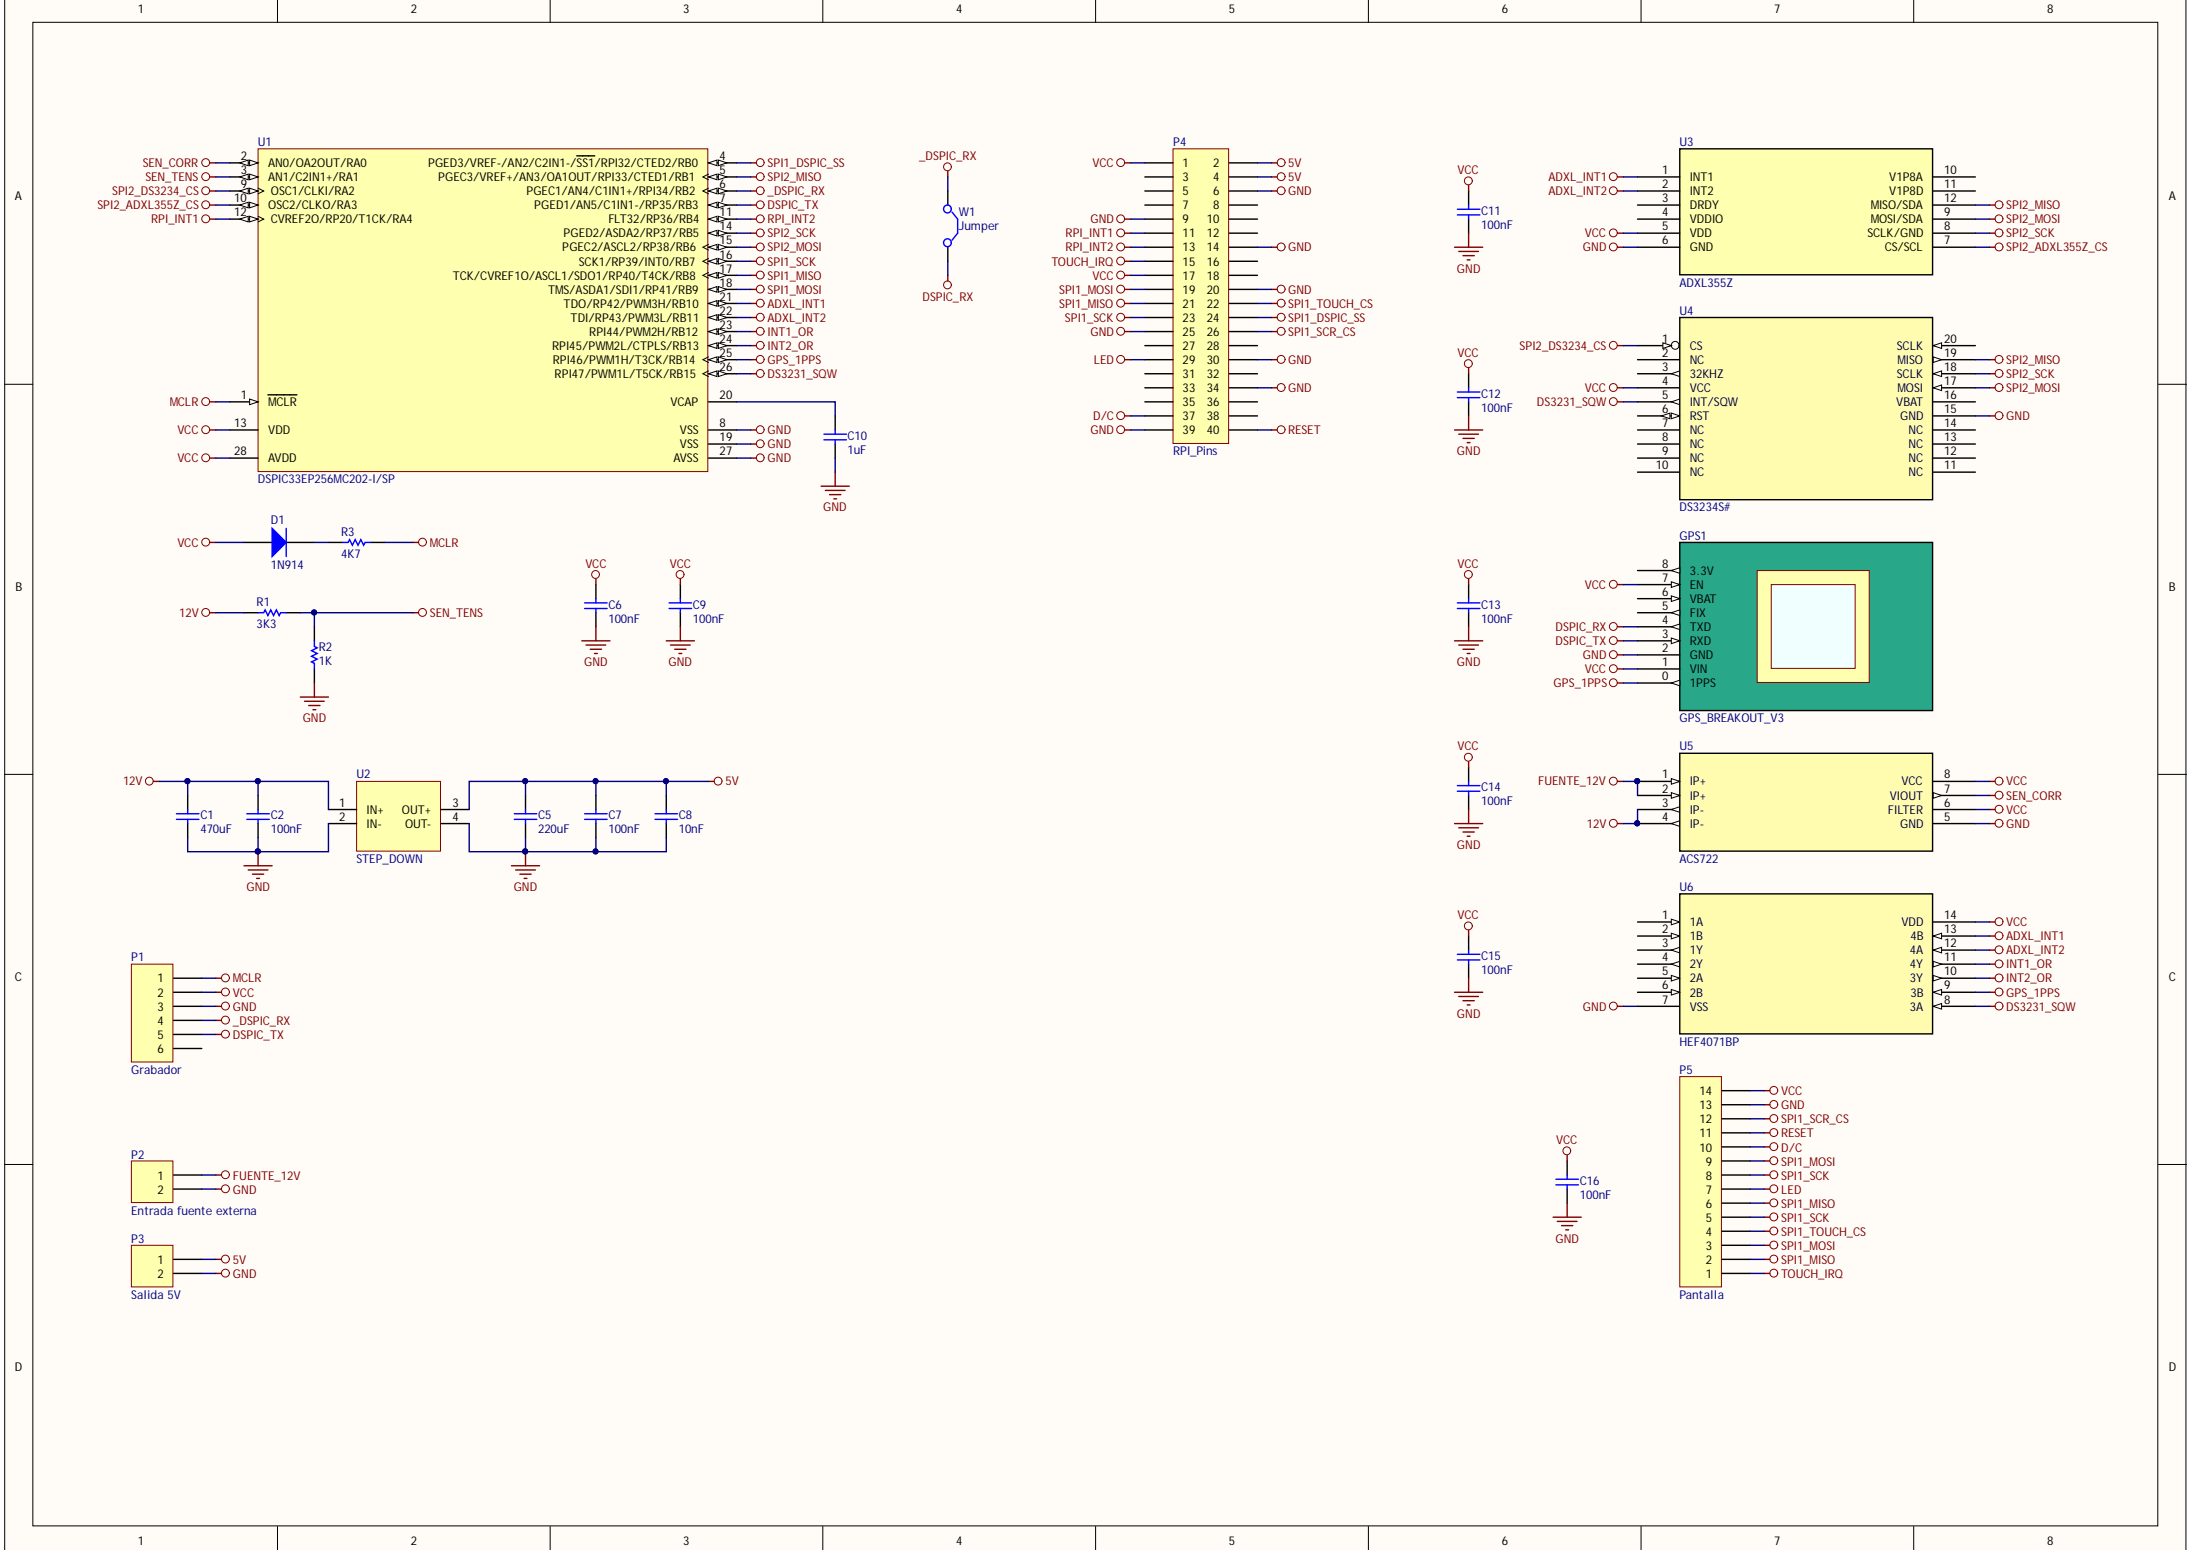 1 2 3 4 5 6 7 8
A
B
C
D
A
B
C
D
U1
SEN_CORR 2 AN0/OA2OUT/RA0
SEN_TENS 3 AN1/C2IN1+/RA1
SPI2_DS3234_CS 9 OSC1/CLKI/RA2
SPI2_ADXL355Z_CS 10 OSC2/CLKO/RA3
RPI_INT1 12 CVREF2O/RP20/T1CK/RA4
MCLR 1 MCLR
VCC 13 VDD
VCC 28 AVDD
PGED3/VREF-/AN2/C2IN1-/SS1/RPI32/CTED2/RB0 4 SPI1_DSPIC_SS
PGEC3/VREF+/AN3/OA1OUT/RPI33/CTED1/RB1 5 SPI2_MISO
PGEC1/AN4/C1IN1+/RPI34/RB2 6 _DSPIC_RX
PGED1/AN5/C1IN1-/RP35/RB3 7 DSPIC_TX
FLT32/RP36/RB4 11 RPI_INT2
PGED2/ASDA2/RP37/RB5 14 SPI2_SCK
PGEC2/ASCL2/RP38/RB6 15 SPI2_MOSI
SCK1/RP39/INT0/RB7 16 SPI1_SCK
TCK/CVREF1O/ASCL1/SDO1/RP40/T4CK/RB8 17 SPI1_MISO
TMS/ASDA1/SDI1/RP41/RB9 18 SPI1_MOSI
TDO/RP42/PWM3H/RB10 21 ADXL_INT1
TDI/RP43/PWM3L/RB11 22 ADXL_INT2
RPI44/PWM2H/RB12 23 INT1_OR
RPI45/PWM2L/CTPLS/RB13 24 INT2_OR
RPI46/PWM1H/T3CK/RB14 25 GPS_1PPS
RPI47/PWM1L/T5CK/RB15 26 DS3231_SQW
VCAP 20
VSS 8 GND
VSS 19 GND
AVSS 27 GND
DSPIC33EP256MC202-I/SP
C10
1uF
GND
_DSPIC_RX
W1
Jumper
DSPIC_RX
P4
VCC 1 2 5V
3 4 5V
5 6 GND
7 8
GND 9 10
RPI_INT1 11 12
RPI_INT2 13 14 GND
TOUCH_IRQ 15 16
VCC 17 18
SPI1_MOSI 19 20 GND
SPI1_MISO 21 22 SPI1_TOUCH_CS
SPI1_SCK 23 24 SPI1_DSPIC_SS
GND 25 26 SPI1_SCR_CS
27 28
LED 29 30 GND
31 32
33 34 GND
35 36
D/C 37 38
GND 39 40 RESET
RPI_Pins
VCC
C11
100nF
GND
U3
ADXL_INT1 1 INT1 V1P8A 10
ADXL_INT2 2 INT2 V1P8D 11
3 DRDY MISO/SDA 12 SPI2_MISO
4 VDDIO MOSI/SDA 9 SPI2_MOSI
VCC 5 VDD SCLK/GND 8 SPI2_SCK
GND 6 GND CS/SCL 7 SPI2_ADXL355Z_CS
ADXL355Z
VCC
C12
100nF
GND
U4
SPI2_DS3234_CS 1 CS SCLK 20
2 NC MISO 19 SPI2_MISO
3 32KHZ SCLK 18 SPI2_SCK
VCC 4 VCC MOSI 17 SPI2_MOSI
DS3231_SQW 5 INT/SQW VBAT 16
6 RST GND 15 GND
7 NC NC 14
8 NC NC 13
9 NC NC 12
10 NC NC 11
DS3234S#
VCC D1 R3 MCLR
1N914 4K7
12V R1 SEN_TENS
3K3
R2
1K
GND
VCC
C6
100nF
GND
VCC
C9
100nF
GND
VCC
C13
100nF
GND
GPS1
8 3.3V
VCC 7 EN
6 VBAT
5 FIX
DSPIC_RX 4 TXD
DSPIC_TX 3 RXD
GND 2 GND
VCC 1 VIN
GPS_1PPS 0 1PPS
GPS_BREAKOUT_V3
12V
C1
470uF
C2
100nF
GND
U2
1 IN+ OUT+ 3
2 IN- OUT- 4
STEP_DOWN
C5
220uF
C7
100nF
C8
10nF
5V
GND
VCC
C14
100nF
GND
U5
FUENTE_12V 1 IP+ VCC 8 VCC
2 IP+ VIOUT 7 SEN_CORR
3 IP- FILTER 6 VCC
12V 4 IP- GND 5 GND
ACS722
VCC
C15
100nF
GND
U6
1 1A VDD 14 VCC
2 1B 4B 13 ADXL_INT1
3 1Y 4A 12 ADXL_INT2
4 2Y 4Y 11 INT1_OR
5 2A 3Y 10 INT2_OR
6 2B 3B 9 GPS_1PPS
GND 7 VSS 3A 8 DS3231_SQW
HEF4071BP
P1
1 MCLR
2 VCC
3 GND
4 _DSPIC_RX
5 DSPIC_TX
6
Grabador
P2
1 FUENTE_12V
2 GND
Entrada fuente externa
P3
1 5V
2 GND
Salida 5V
VCC
C16
100nF
GND
P5
14 VCC
13 GND
12 SPI1_SCR_CS
11 RESET
10 D/C
9 SPI1_MOSI
8 SPI1_SCK
7 LED
6 SPI1_MISO
5 SPI1_SCK
4 SPI1_TOUCH_CS
3 SPI1_MOSI
2 SPI1_MISO
1 TOUCH_IRQ
Pantalla
1 2 3 4 5 6 7 8